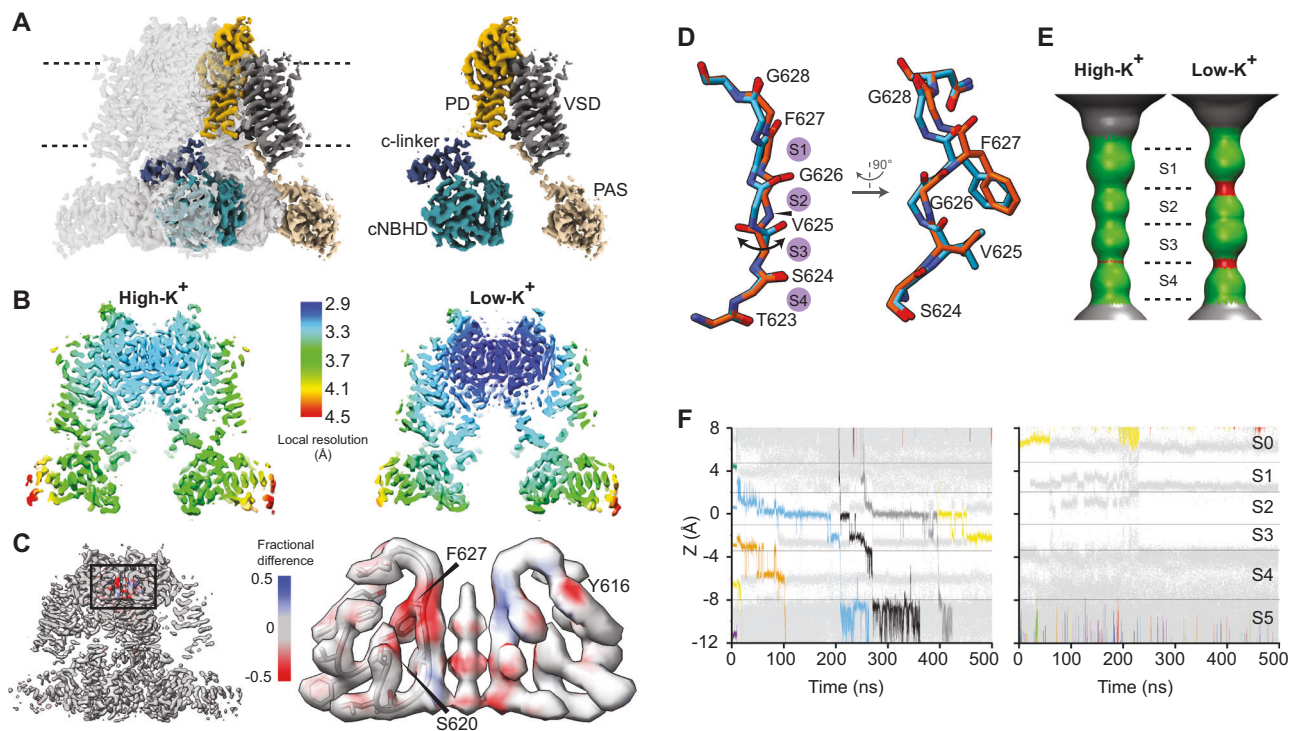 A
PD
VSD
c-linker
PAS
cNBHD
B
High-K+
Low-K+
2.9
3.3
3.7
4.1
4.5
Local resolution
(Å)
C
Fractional
difference
0.5
0
-0.5
F627
Y616
S620
D
G628
F627
S1
G626
S2
V625
S3
S624
S4
T623
90°
G628
F627
G626
V625
S624
E
High-K+
Low-K+
S1
S2
S3
S4
F
Z (Å)
8
4
0
-4
-8
-12
0 100 200 300 400 500
Time (ns)
S0
S1
S2
S3
S4
S5
0 100 200 300 400 500
Time (ns)